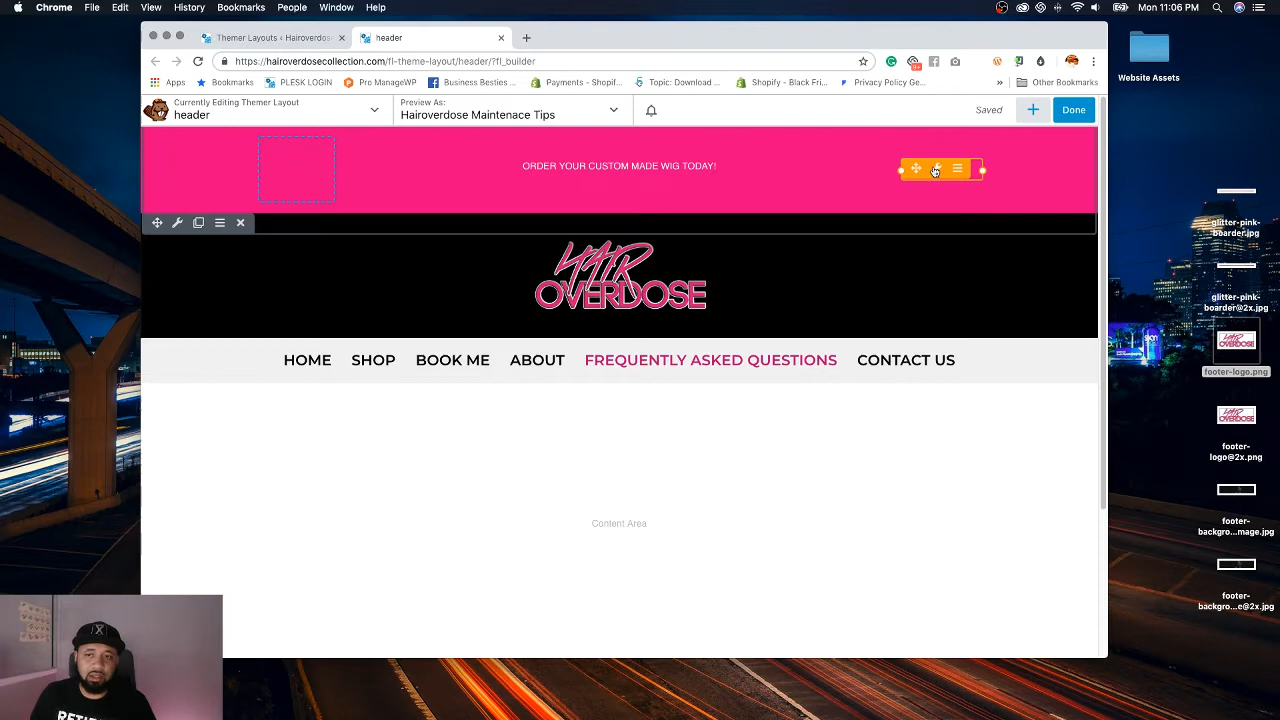 Chrome File Edit View History Bookmarks People Window Help
Mon 11:06 PM
Themer Layouts ‹ Hairoverdose
header
https://hairoverdosecollection.com/fl-theme-layout/header/?fl_builder
Apps Bookmarks PLESK LOGIN Pro ManageWP Business Besties ... Payments - Shopif... Topic: Download ... Shopify - Black Fri... Privacy Policy Ge... » Other Bookmarks
Currently Editing Themer Layout
header
Preview As:
Hairoverdose Maintenace Tips
Saved
Done
ORDER YOUR CUSTOM MADE WIG TODAY!
HAIR
OVERDOSE
HOME SHOP BOOK ME ABOUT FREQUENTLY ASKED QUESTIONS CONTACT US
Content Area
Website Assets
glitter-pink-
boarder.jpg
glitter-pink-
boarder@2x.jpg
footer-logo.png
footer-
logo@2x.png
footer-
backgro...mage.jpg
footer-
backgro...e@2x.jpg